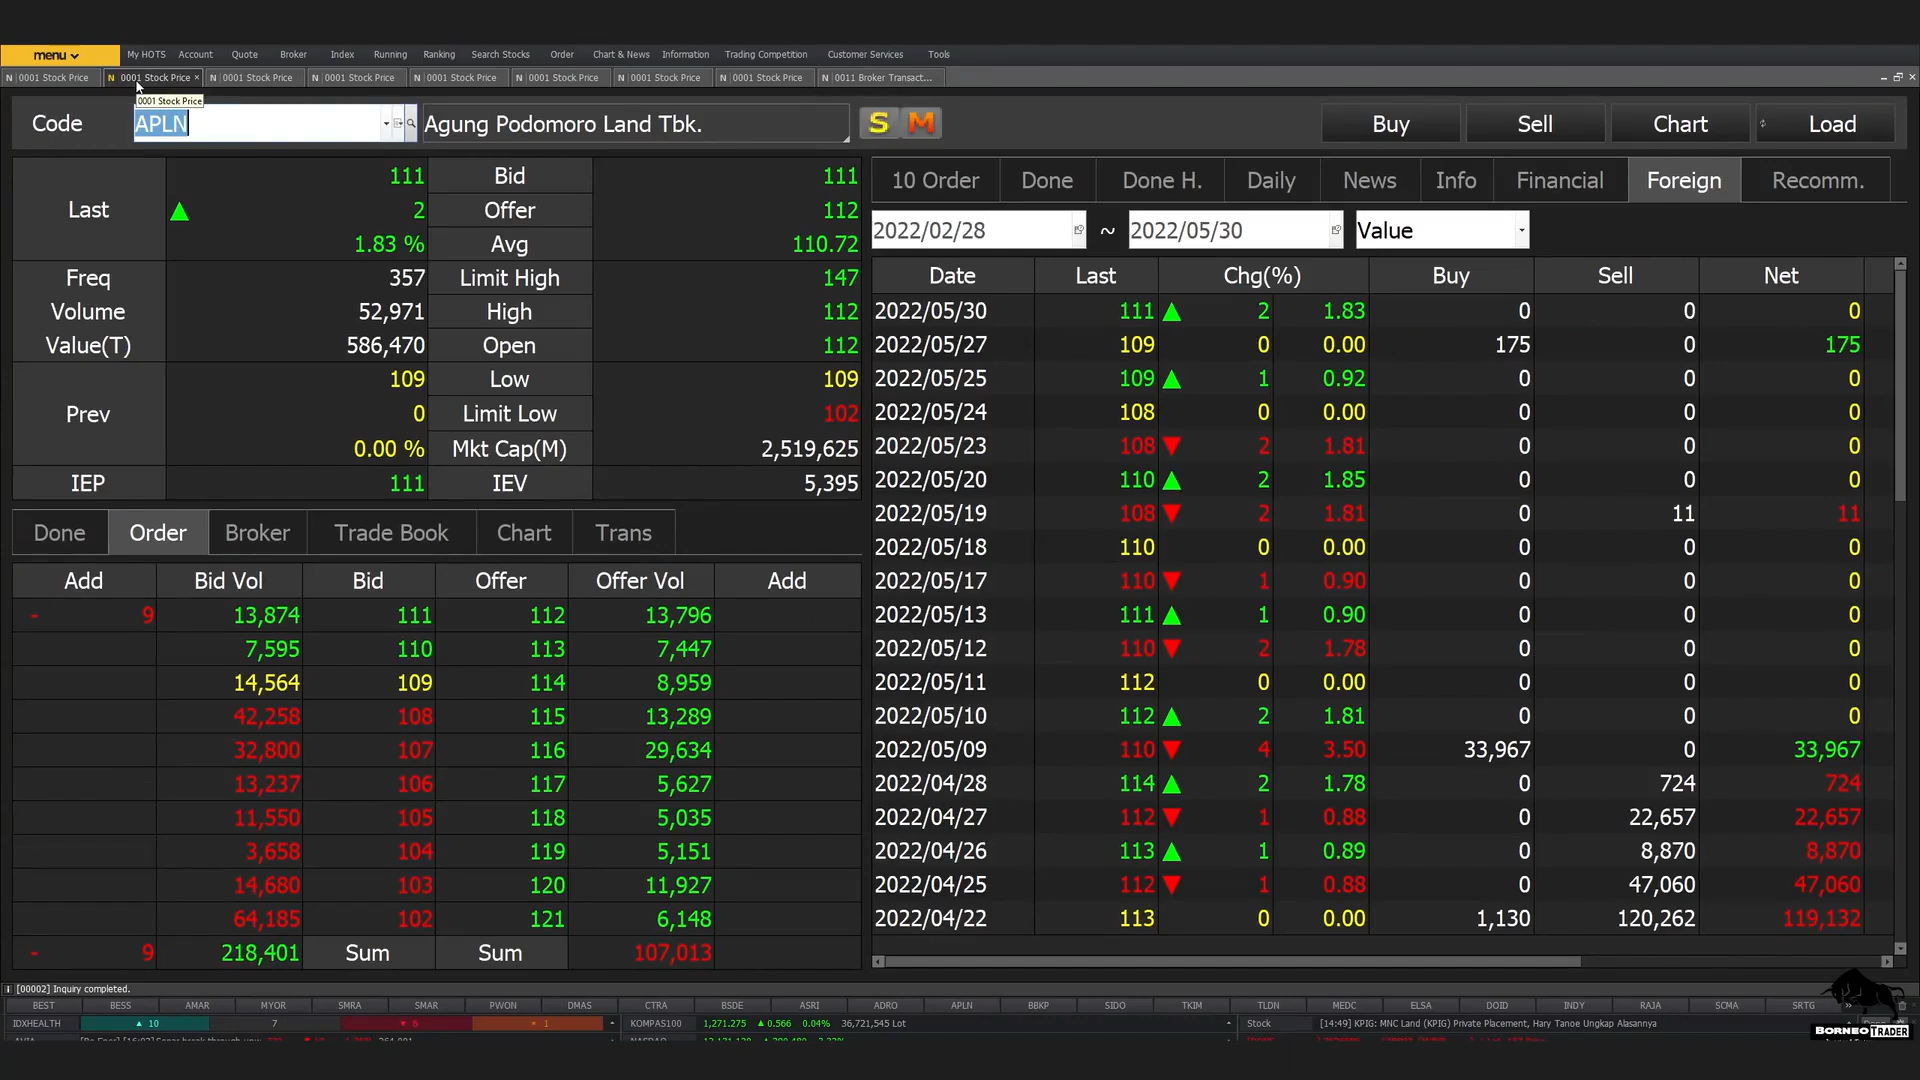 menu My HOTS Account Quote Broker Index Running Ranking Search Stocks Order Chart & News Information Trading Competition Customer Services Tools
N 0001 Stock Price N 0001 Stock Price × N 0001 Stock Price N 0001 Stock Price N 0001 Stock Price N 0001 Stock Price N 0001 Stock Price N 0001 Stock Price N 0011 Broker Transact...
0001 Stock Price
Code APLN Agung Podomoro Land Tbk. S M Buy Sell Chart Load
Last 111 Bid 111
▲ 2 Offer 112
1.83 % Avg 110.72
Freq 357 Limit High 147
Volume 52,971 High 112
Value(T) 586,470 Open 112
Prev 109 Low 109
0 Limit Low 102
0.00 % Mkt Cap(M) 2,519,625
IEP 111 IEV 5,395
Done Order Broker Trade Book Chart Trans
Add Bid Vol Bid Offer Offer Vol Add
- 9 13,874 111 112 13,796
7,595 110 113 7,447
14,564 109 114 8,959
42,258 108 115 13,289
32,800 107 116 29,634
13,237 106 117 5,627
11,550 105 118 5,035
3,658 104 119 5,151
14,680 103 120 11,927
64,185 102 121 6,148
- 9 218,401 Sum Sum 107,013
10 Order Done Done H. Daily News Info Financial Foreign Recomm.
2022/02/28 ~ 2022/05/30 Value
Date Last Chg(%) Buy Sell Net
2022/05/30 111 ▲ 2 1.83 0 0 0
2022/05/27 109 0 0.00 175 0 175
2022/05/25 109 ▲ 1 0.92 0 0 0
2022/05/24 108 0 0.00 0 0 0
2022/05/23 108 ▼ 2 1.81 0 0 0
2022/05/20 110 ▲ 2 1.85 0 0 0
2022/05/19 108 ▼ 2 1.81 0 11 11
2022/05/18 110 0 0.00 0 0 0
2022/05/17 110 ▼ 1 0.90 0 0 0
2022/05/13 111 ▲ 1 0.90 0 0 0
2022/05/12 110 ▼ 2 1.78 0 0 0
2022/05/11 112 0 0.00 0 0 0
2022/05/10 112 ▲ 2 1.81 0 0 0
2022/05/09 110 ▼ 4 3.50 33,967 0 33,967
2022/04/28 114 ▲ 2 1.78 0 724 724
2022/04/27 112 ▼ 1 0.88 0 22,657 22,657
2022/04/26 113 ▲ 1 0.89 0 8,870 8,870
2022/04/25 112 ▼ 1 0.88 0 47,060 47,060
2022/04/22 113 0 0.00 1,130 120,262 119,132
[00002] Inquiry completed.
BEST BESS AMAR MYOR SMRA SMAR PWON DMAS CTRA BSDE ASRI ADRO APLN BBKP SIDO TKIM TLDN MEDC ELSA DOID INDY RAJA SCMA SRTG
IDXHEALTH ▲ 10 7 ▼ 6 1 KOMPAS100 1,271.275 ▲ 0.566 0.04% 36,721,545 Lot Stock [14:49] KPIG: MNC Land (KPIG) Private Placement, Hary Tanoe Ungkap Alasannya
BORNEO TRADER